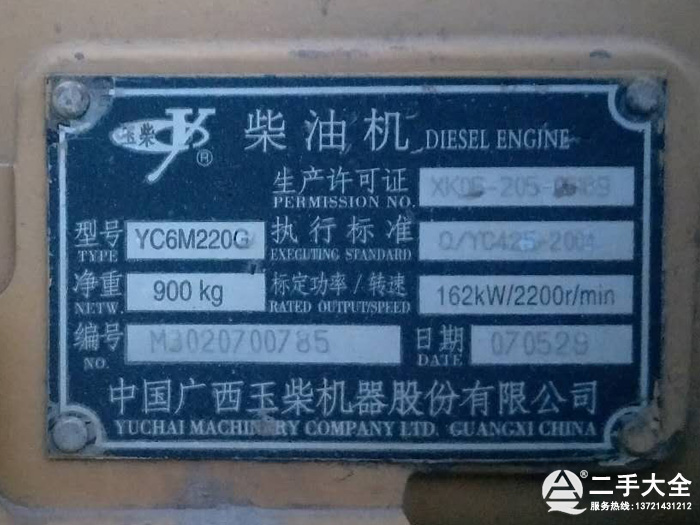 玉柴 ® 柴油机 DIESEL ENGINE
生产许可证 XK06-205-
PERMISSION NO.
型号 YC6M220G 执行标准 Q/YC425-2004
TYPE EXECUTING STANDARD
净重 900 kg 标定功率/转速 162kW/2200r/min
NETW. RATED OUTPUT/SPEED
编号 M3020700785 日期 070529
NO. DATE
中国广西玉柴机器股份有限公司
YUCHAI MACHINERY COMPANY LTD. GUANGXI CHINA
二手大全
服务热线:13721431212